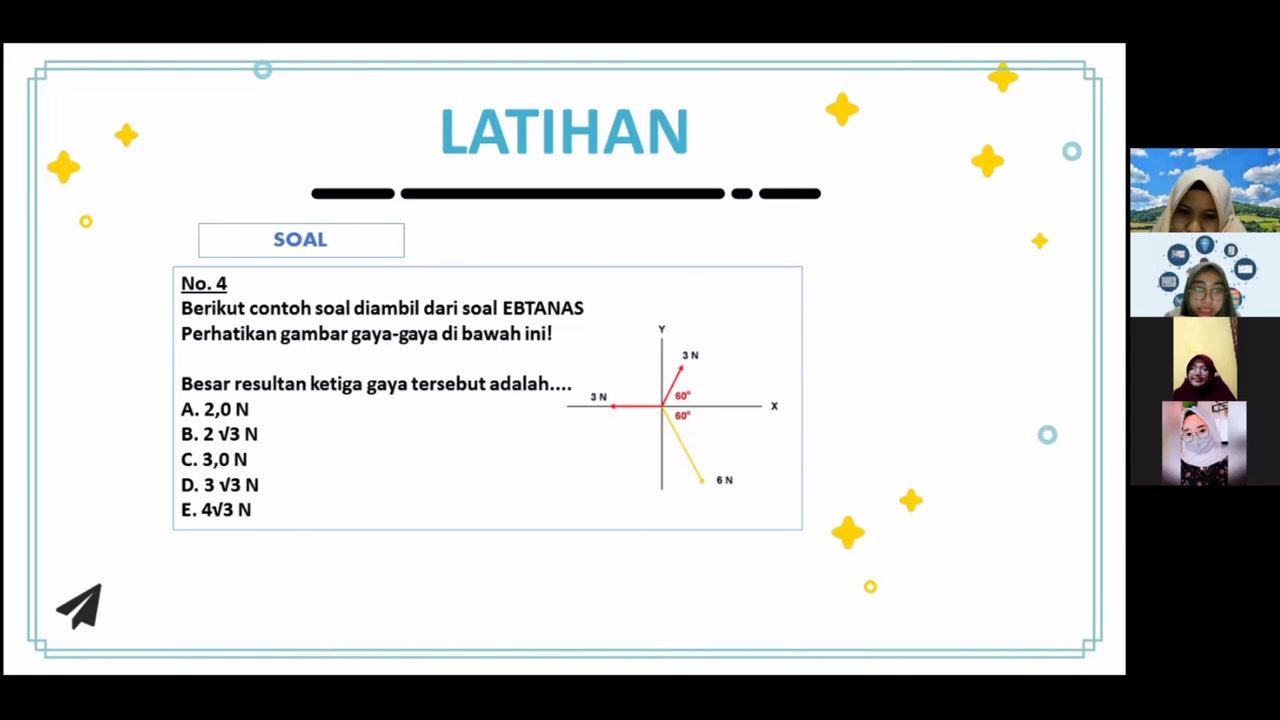 LATIHAN
SOAL
No. 4
Berikut contoh soal diambil dari soal EBTANAS
Perhatikan gambar gaya-gaya di bawah ini!
Besar resultan ketiga gaya tersebut adalah....
A. 2,0 N
B. 2 √3 N
C. 3,0 N
D. 3 √3 N
E. 4√3 N
Y
3 N
3 N
60°
60°
X
6 N